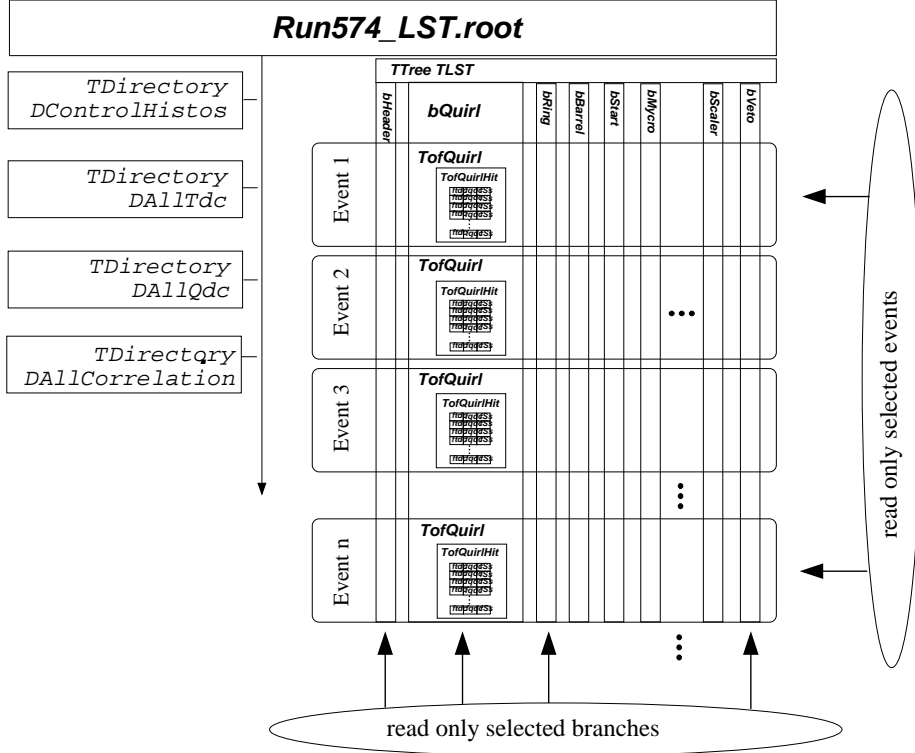 Run574_LST.root
TTree TLST
TDirectory
DControlHistos
TDirectory
DAllTdc
TDirectory
DAllQdc
TDirectory
DAllCorrelation
bHeader
bQuirl
bRing
bBarrel
bStart
bMycro
bScaler
bVeto
Event 1
TofQuirl
TofQuirlHit
Event 2
TofQuirl
TofQuirlHit
Event 3
TofQuirl
TofQuirlHit
Event n
TofQuirl
TofQuirlHit
read only selected events
read only selected branches